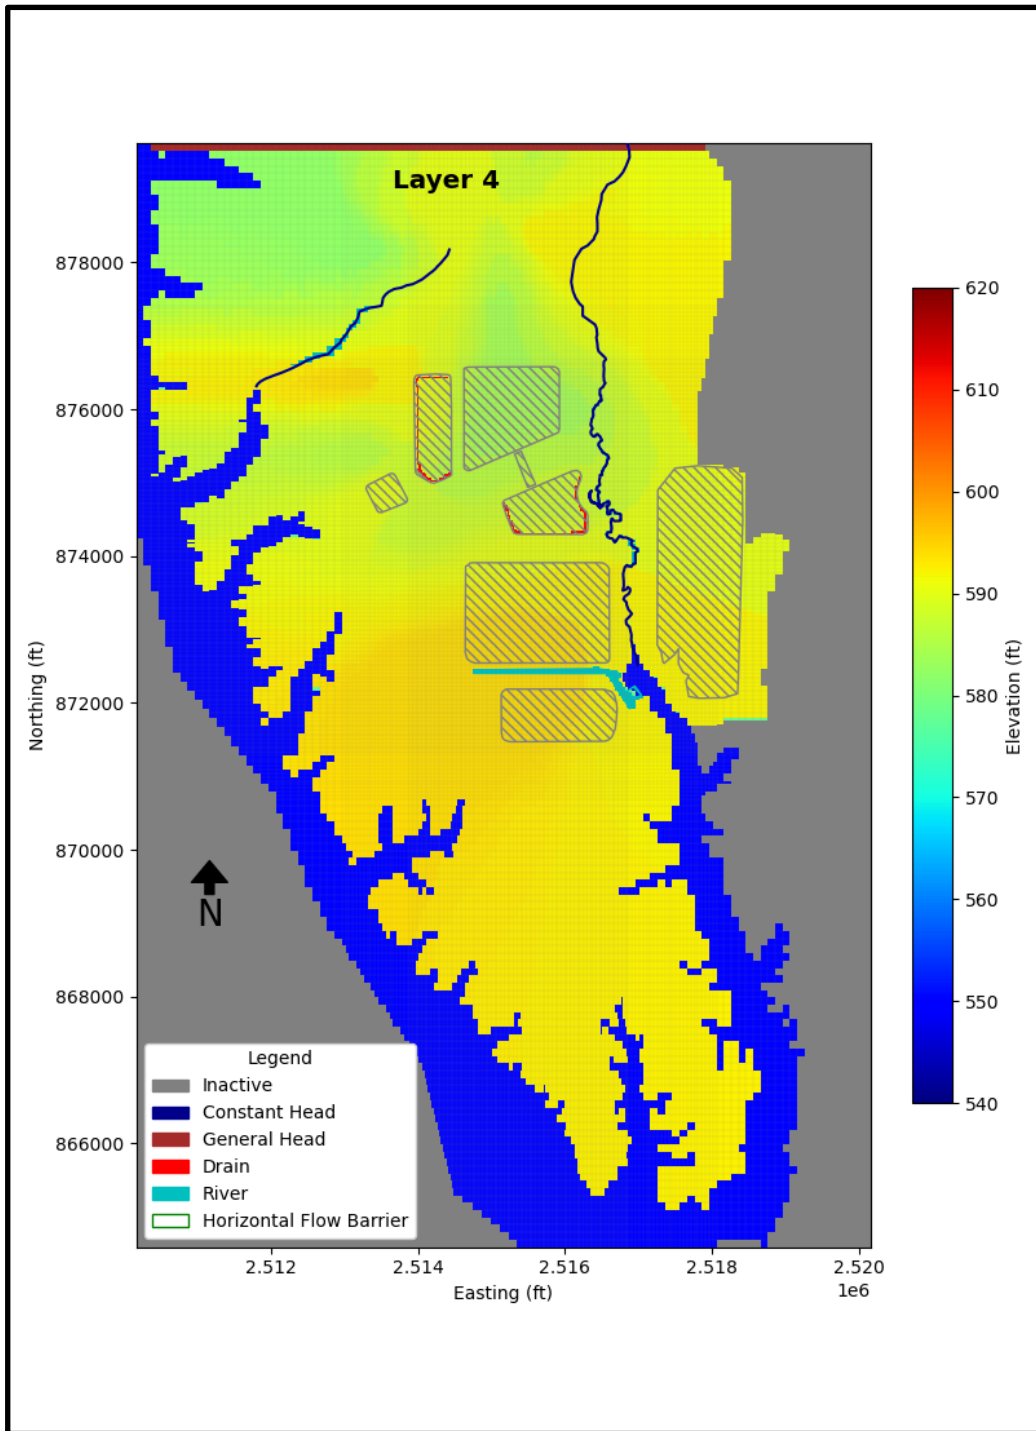 Layer 4
878000
876000
874000
872000
870000
868000
866000
Northing (ft)
N
Legend
Inactive
Constant Head
General Head
Drain
River
Horizontal Flow Barrier
2.512
2.514
2.516
2.518
2.520
1e6
Easting (ft)
620
610
600
590
580
570
560
550
540
Elevation (ft)